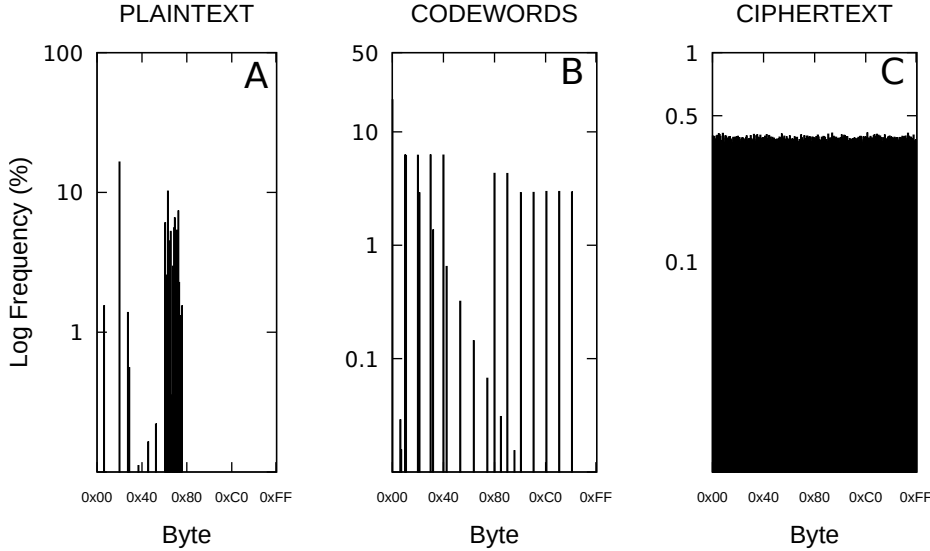 PLAINTEXT
CODEWORDS
CIPHERTEXT
A
B
C
Log Frequency (%)
100
10
1
50
10
1
0.1
1
0.5
0.1
0x00 0x40 0x80 0xC0 0xFF
0x00 0x40 0x80 0xC0 0xFF
0x00 0x40 0x80 0xC0 0xFF
Byte
Byte
Byte